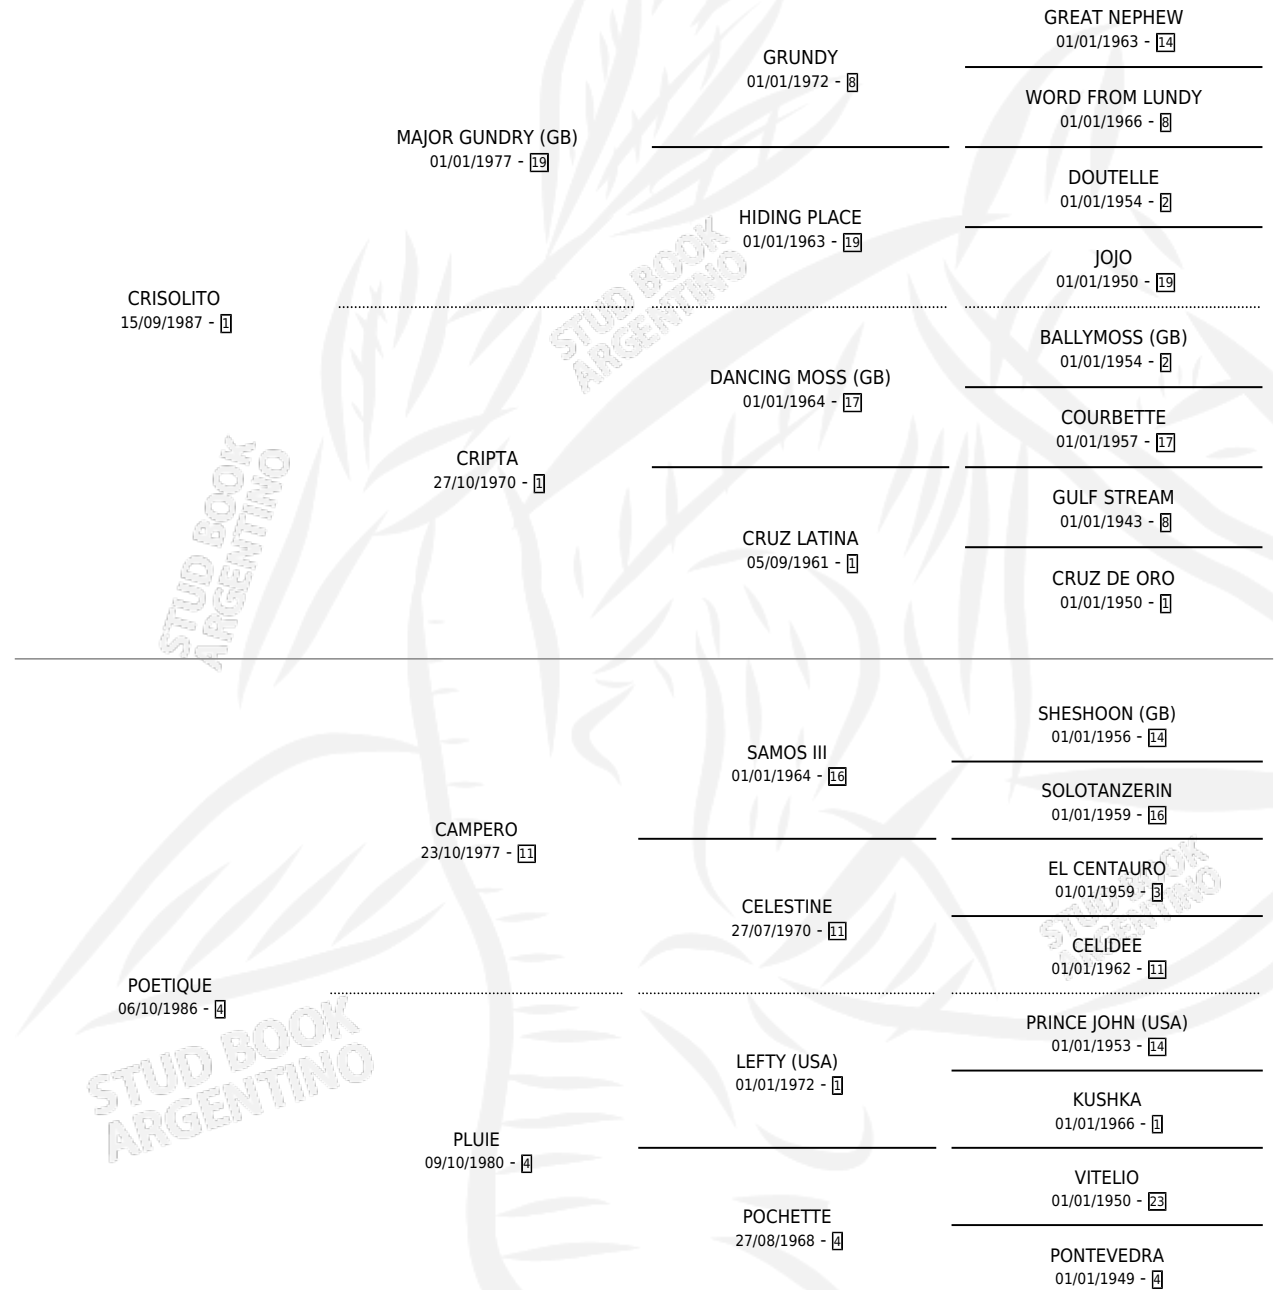 GREAT NEPHEW
01/01/1963 - 14
GRUNDY
01/01/1972 - 8
WORD FROM LUNDY
01/01/1966 - 8
MAJOR GUNDRY (GB)
01/01/1977 - 19
DOUTELLE
01/01/1954 - 2
HIDING PLACE
01/01/1963 - 19
JOJO
01/01/1950 - 19
CRISOLITO
15/09/1987 - 1
BALLYMOSS (GB)
01/01/1954 - 2
DANCING MOSS (GB)
01/01/1964 - 17
COURBETTE
01/01/1957 - 17
CRIPTA
27/10/1970 - 1
GULF STREAM
01/01/1943 - 8
CRUZ LATINA
05/09/1961 - 1
CRUZ DE ORO
01/01/1950 - 1
STUD BOOK
ARGENTINO
STUD BOOK
ARGENTINO
SHESHOON (GB)
01/01/1956 - 14
SAMOS III
01/01/1964 - 16
SOLOTANZERIN
01/01/1959 - 16
CAMPERO
23/10/1977 - 11
EL CENTAURO
01/01/1959 - 3
CELESTINE
27/07/1970 - 11
CELIDEE
01/01/1962 - 11
POETIQUE
06/10/1986 - 4
PRINCE JOHN (USA)
01/01/1953 - 14
LEFTY (USA)
01/01/1972 - 1
KUSHKA
01/01/1966 - 1
PLUIE
09/10/1980 - 4
VITELIO
01/01/1950 - 23
POCHETTE
27/08/1968 - 4
PONTEVEDRA
01/01/1949 - 4
STUD BOOK
ARGENTINO
STUD BOOK
ARGENTINO